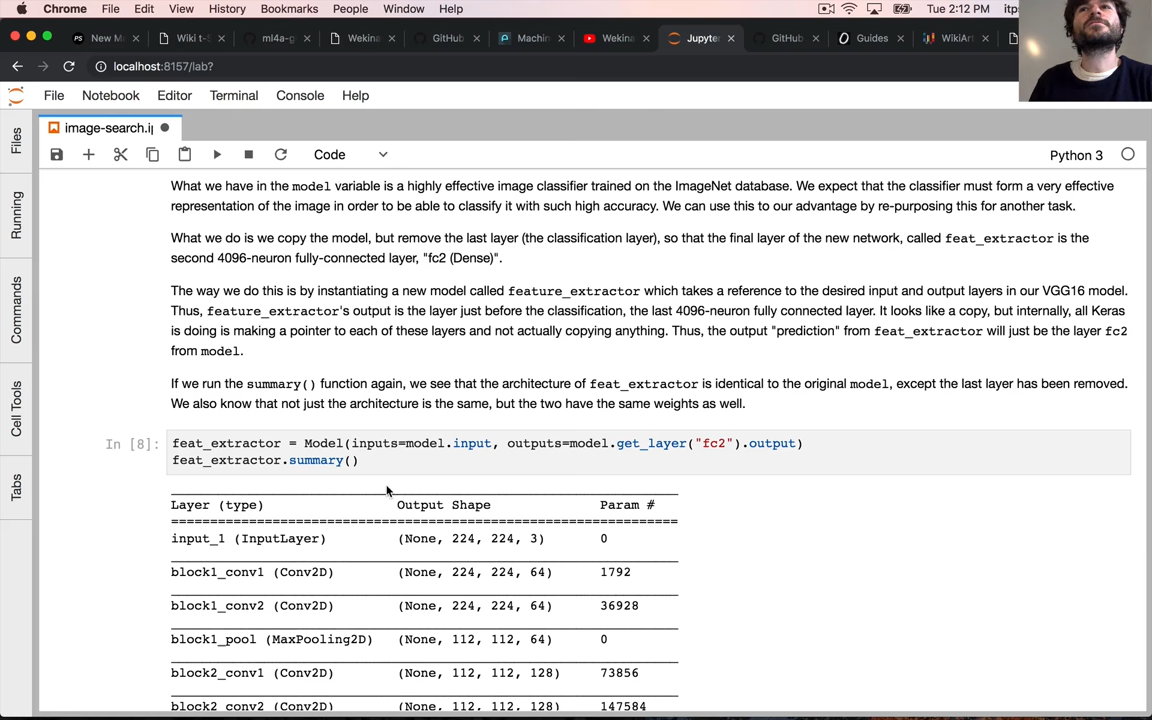 Chrome File Edit View History Bookmarks People Window Help Tue 2:12 PM itps
New M Wiki t-S ml4a-g Wekina GitHub Machin Wekina Jupyte GitHub Guides WikiArt
localhost:8157/lab?
File Notebook Editor Terminal Console Help
image-search.ip
Code Python 3
Files
Running
Commands
Cell Tools
Tabs
What we have in the model variable is a highly effective image classifier trained on the ImageNet database. We expect that the classifier must form a very effective
representation of the image in order to be able to classify it with such high accuracy. We can use this to our advantage by re-purposing this for another task.
What we do is we copy the model, but remove the last layer (the classification layer), so that the final layer of the new network, called feat_extractor is the
second 4096-neuron fully-connected layer, "fc2 (Dense)".
The way we do this is by instantiating a new model called feature_extractor which takes a reference to the desired input and output layers in our VGG16 model.
Thus, feature_extractor's output is the layer just before the classification, the last 4096-neuron fully connected layer. It looks like a copy, but internally, all Keras
is doing is making a pointer to each of these layers and not actually copying anything. Thus, the output "prediction" from feat_extractor will just be the layer fc2
from model.
If we run the summary() function again, we see that the architecture of feat_extractor is identical to the original model, except the last layer has been removed.
We also know that not just the architecture is the same, but the two have the same weights as well.
In [8]: feat_extractor = Model(inputs=model.input, outputs=model.get_layer("fc2").output)
feat_extractor.summary()
Layer (type) Output Shape Param #
=================================================================
input_1 (InputLayer) (None, 224, 224, 3) 0
block1_conv1 (Conv2D) (None, 224, 224, 64) 1792
block1_conv2 (Conv2D) (None, 224, 224, 64) 36928
block1_pool (MaxPooling2D) (None, 112, 112, 64) 0
block2_conv1 (Conv2D) (None, 112, 112, 128) 73856
block2_conv2 (Conv2D) (None, 112, 112, 128) 147584